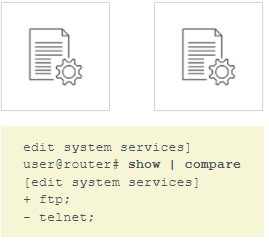 edit system services]
user@router# show | compare
[edit system services]
+ ftp;
- telnet;